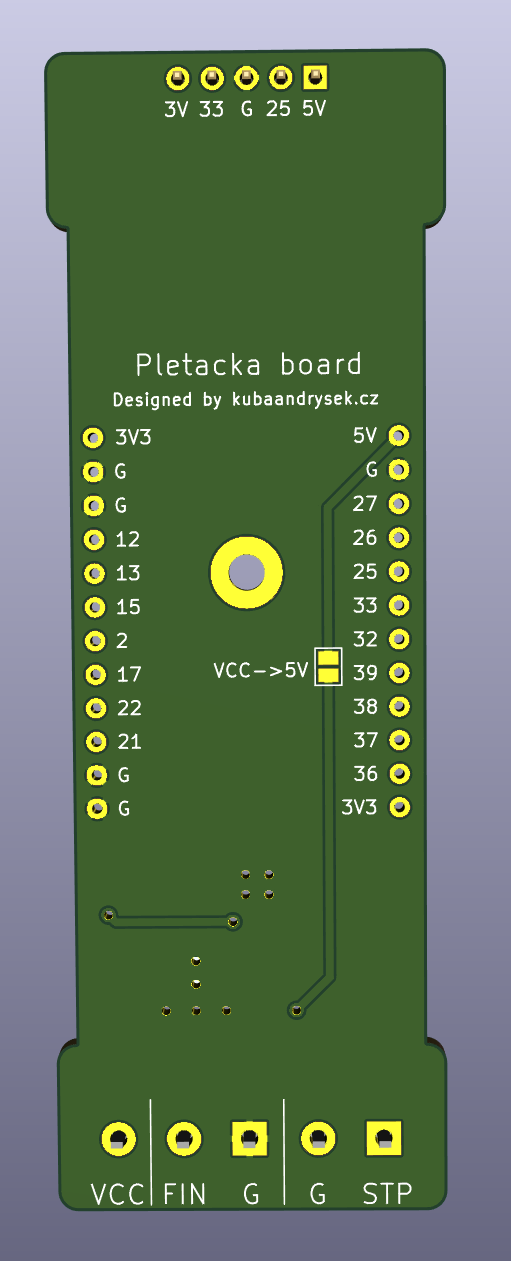 3V 33 G 25 5V
Pletacka board
Designed by kubaandrysek.cz
3V3 5V
G G
G 27
12 26
13 25
15 33
2 32
VCC->5V
17 39
22 38
21 37
G 36
G 3V3
VCC FIN G G STP